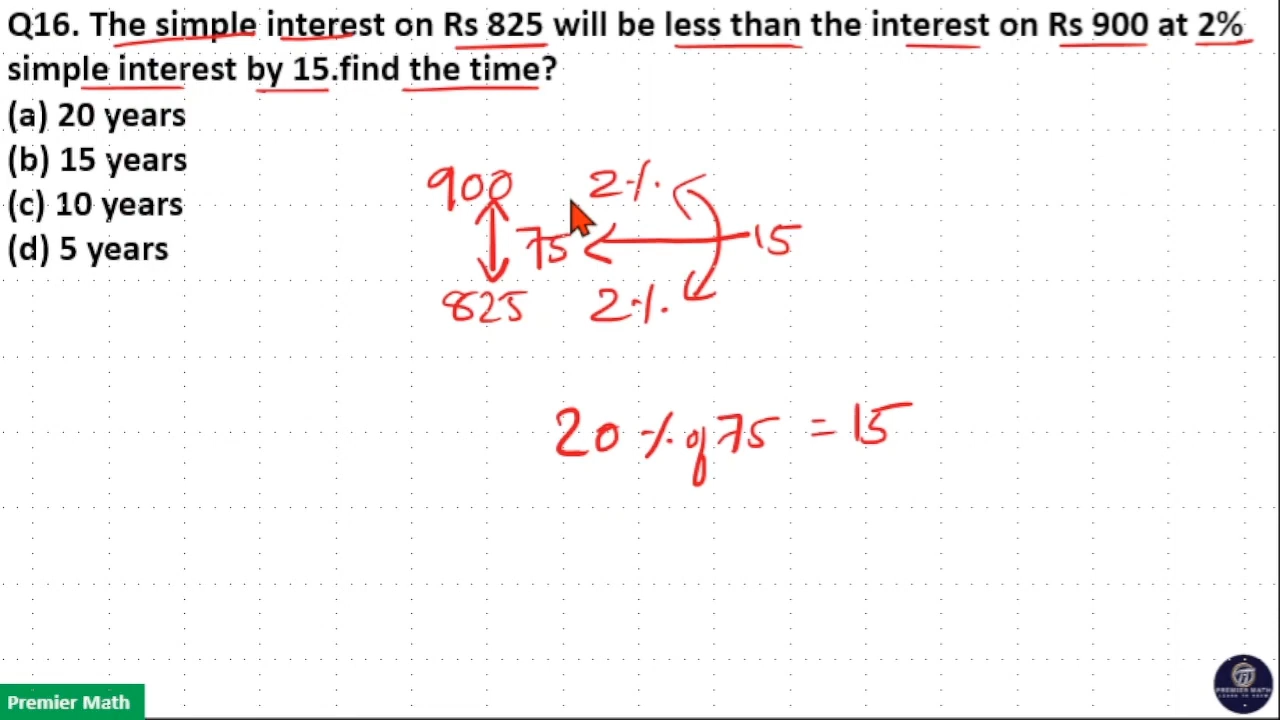 Q16. The simple interest on Rs 825 will be less than the interest on Rs 900 at 2%
simple interest by 15.find the time?
(a) 20 years
(b) 15 years
(c) 10 years
(d) 5 years
900 2%
75 15
825 2%
20 % of 75 = 15
Premier Math
PREMIER MATH